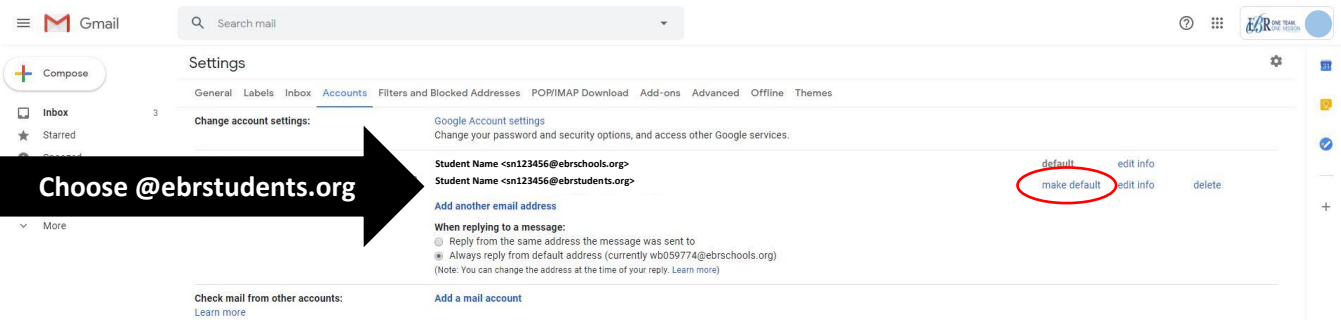 Gmail
Search mail
EBR ONE TEAM. ONE MISSION
Compose
Settings
General Labels Inbox Accounts Filters and Blocked Addresses POP/IMAP Download Add-ons Advanced Offline Themes
Inbox 3
Starred
Change account settings:
Google Account settings
Change your password and security options, and access other Google services.
Choose @ebrstudents.org
Student Name <sn123456@ebrschools.org> default edit info
Student Name <sn123456@ebrstudents.org> make default edit info delete
Add another email address
More
When replying to a message:
Reply from the same address the message was sent to
Always reply from default address (currently wb059774@ebrschools.org)
(Note: You can change the address at the time of your reply. Learn more)
Check mail from other accounts:
Learn more
Add a mail account
31